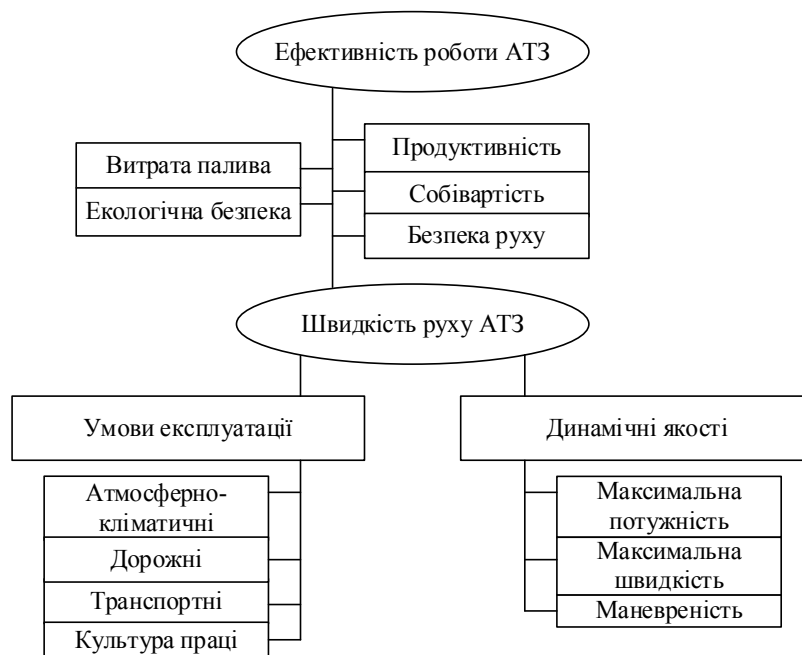 Ефективність роботи АТЗ
Витрата палива
Екологічна безпека
Продуктивність
Собівартість
Безпека руху
Швидкість руху АТЗ
Умови експлуатації
Динамічні якості
Атмосферно-
кліматичні
Дорожні
Транспортні
Культура праці
Максимальна
потужність
Максимальна
швидкість
Маневреність